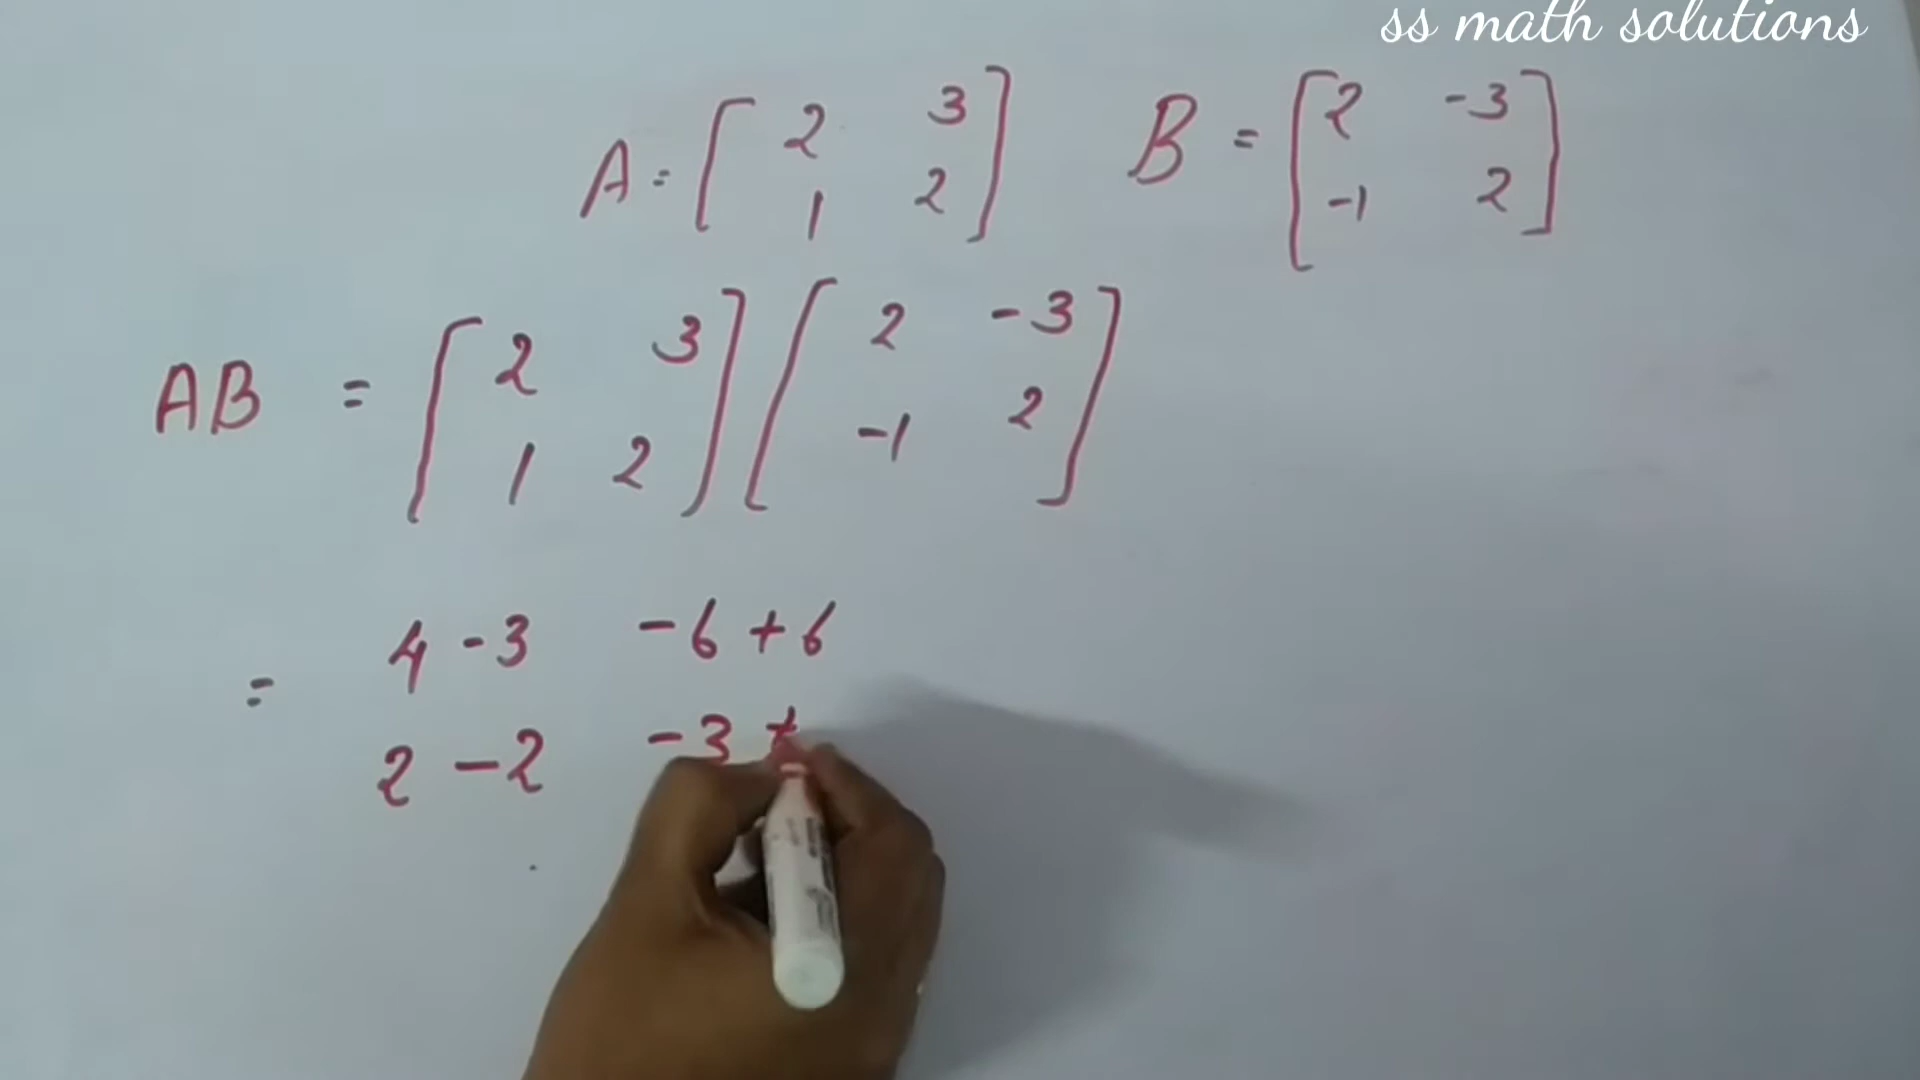 ss math solutions
A = [ 2 3 B = [ 2 -3
1 2 ] -1 2 ]
AB = [ 2 3 ] [ 2 -3
1 2 -1 2 ]
= 4 - 3 - 6 + 6
2 - 2 - 3 +